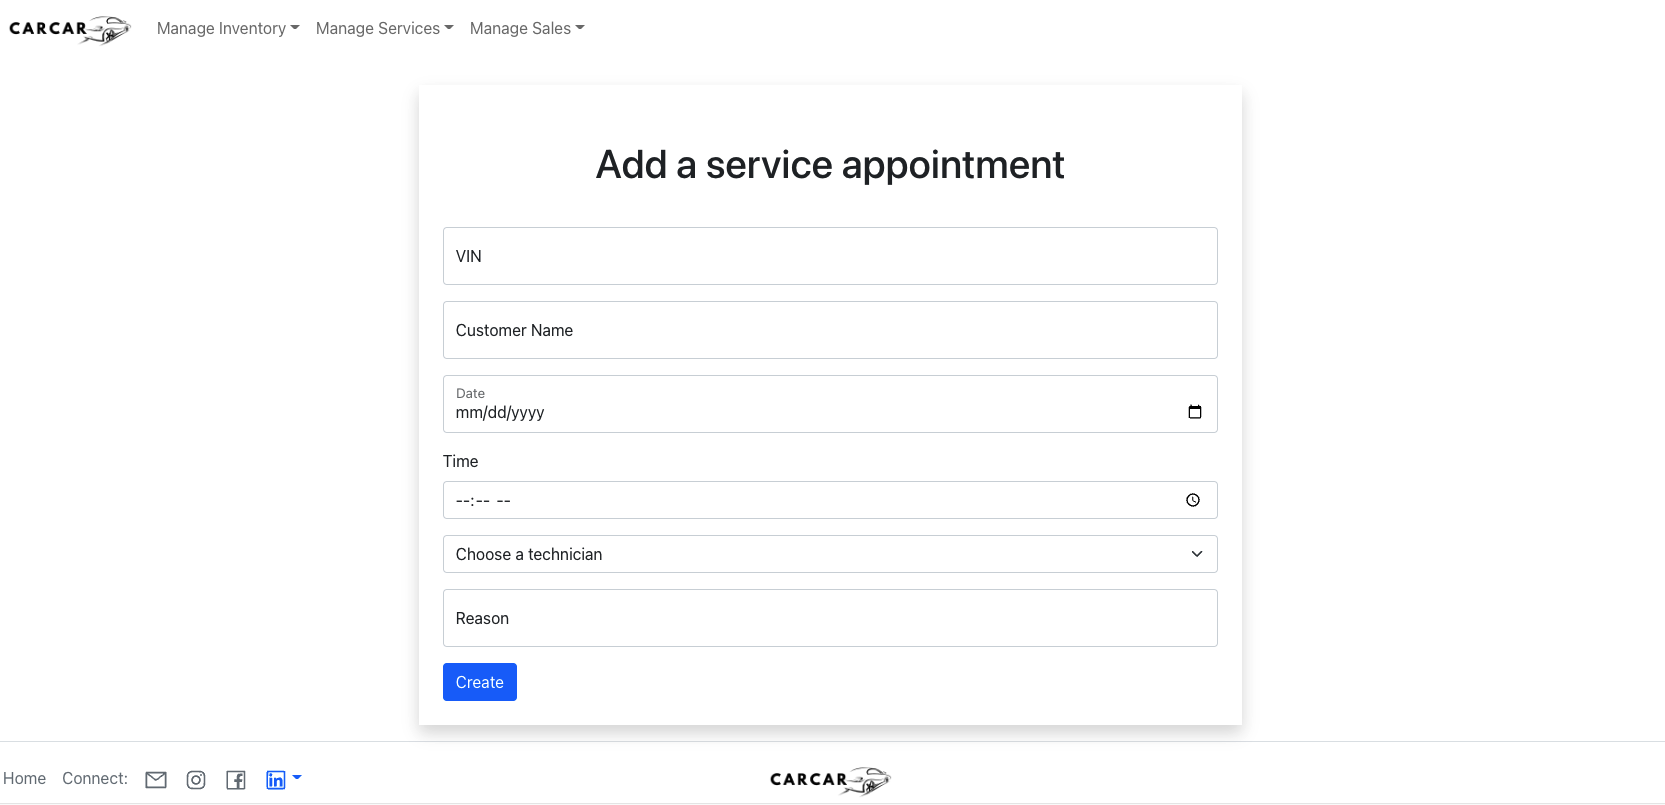 CARCAR Manage Inventory Manage Services Manage Sales
Add a service appointment
VIN
Customer Name
Date
mm/dd/yyyy
Time
--:-- --
Choose a technician
Reason
Create
Home Connect: CARCAR